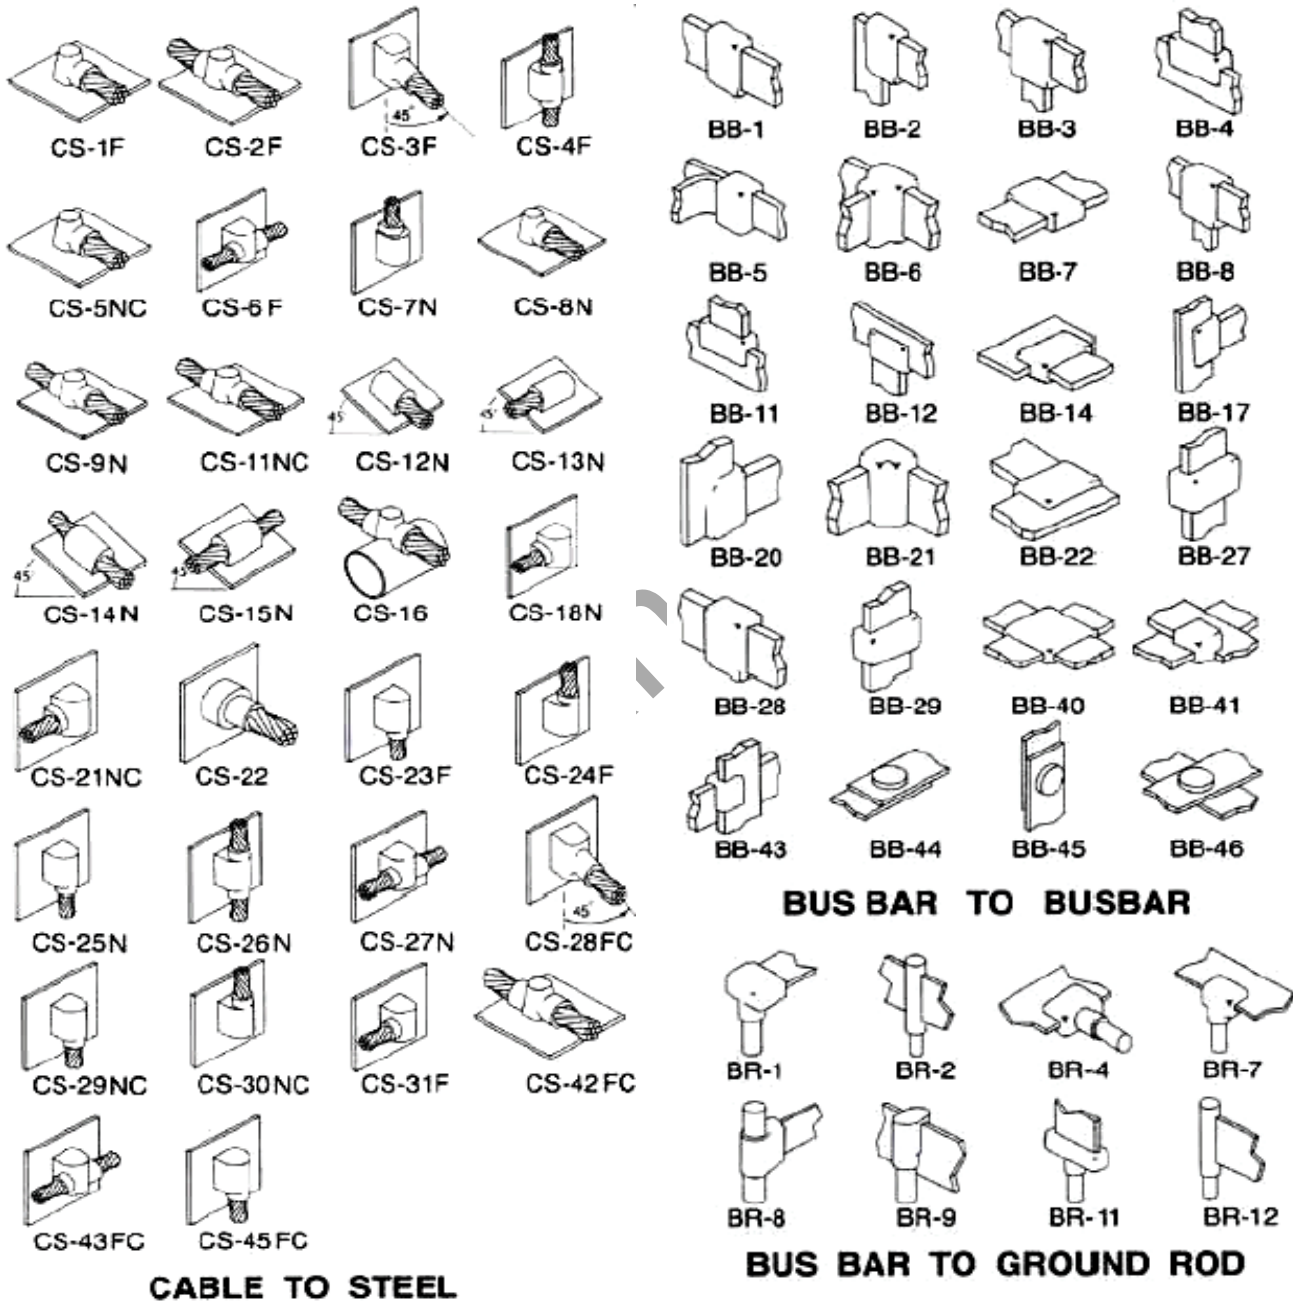 CS-1F CS-2F CS-3F CS-4F
45°
CS-5NC CS-6F CS-7N CS-8N
CS-9N CS-11NC CS-12N CS-13N
45° 45°
CS-14N CS-15N CS-16 CS-18N
45° 45°
CS-21NC CS-22 CS-23F CS-24F
CS-25N CS-26N CS-27N CS-28FC
45°
CS-29NC CS-30NC CS-31F CS-42FC
CS-43FC CS-45FC
CABLE TO STEEL
BB-1 BB-2 BB-3 BB-4
BB-5 BB-6 BB-7 BB-8
BB-11 BB-12 BB-14 BB-17
BB-20 BB-21 BB-22 BB-27
BB-28 BB-29 BB-40 BB-41
BB-43 BB-44 BB-45 BB-46
BUS BAR TO BUSBAR
BR-1 BR-2 BR-4 BR-7
BR-8 BR-9 BR-11 BR-12
BUS BAR TO GROUND ROD